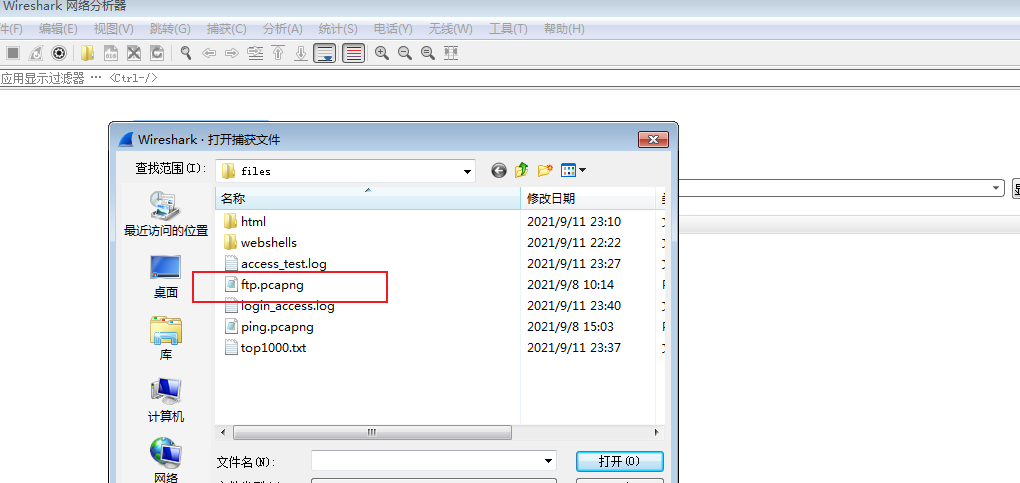 Wireshark 网络分析器
件(F) 编辑(E) 视图(V) 跳转(G) 捕获(C) 分析(A) 统计(S) 电话(Y) 无线(W) 工具(T) 帮助(H)
应用显示过滤器 … <Ctrl-/>
Wireshark · 打开捕获文件
查找范围(I): files
名称 修改日期
html 2021/9/11 23:10
webshells 2021/9/11 22:22
access_test.log 2021/9/11 23:27
ftp.pcapng 2021/9/8 10:14
login_access.log 2021/9/11 23:40
ping.pcapng 2021/9/8 15:03
top1000.txt 2021/9/11 23:37
最近访问的位置
桌面
库
计算机
网络
文件名(N): 打开(O)